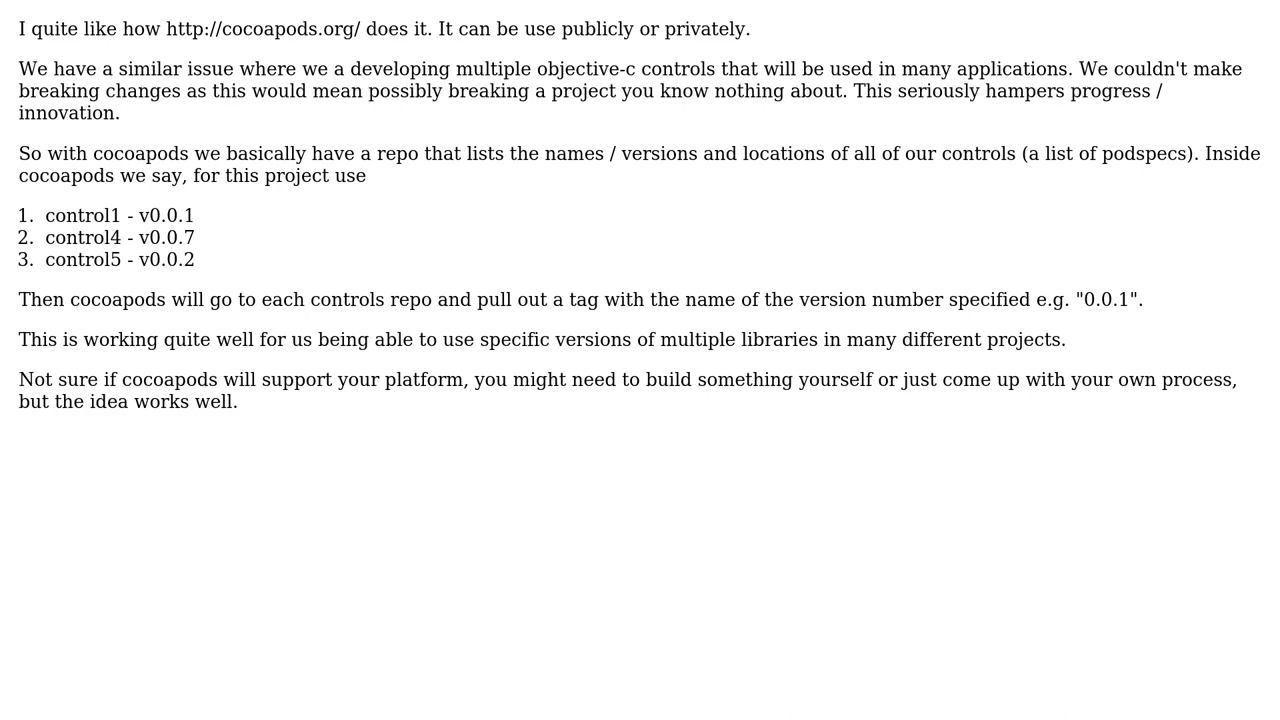 I quite like how http://cocoapods.org/ does it. It can be use publicly or privately.
We have a similar issue where we a developing multiple objective-c controls that will be used in many applications. We couldn't make
breaking changes as this would mean possibly breaking a project you know nothing about. This seriously hampers progress /
innovation.
So with cocoapods we basically have a repo that lists the names / versions and locations of all of our controls (a list of podspecs). Inside
cocoapods we say, for this project use
1. control1 - v0.0.1
2. control4 - v0.0.7
3. control5 - v0.0.2
Then cocoapods will go to each controls repo and pull out a tag with the name of the version number specified e.g. "0.0.1".
This is working quite well for us being able to use specific versions of multiple libraries in many different projects.
Not sure if cocoapods will support your platform, you might need to build something yourself or just come up with your own process,
but the idea works well.